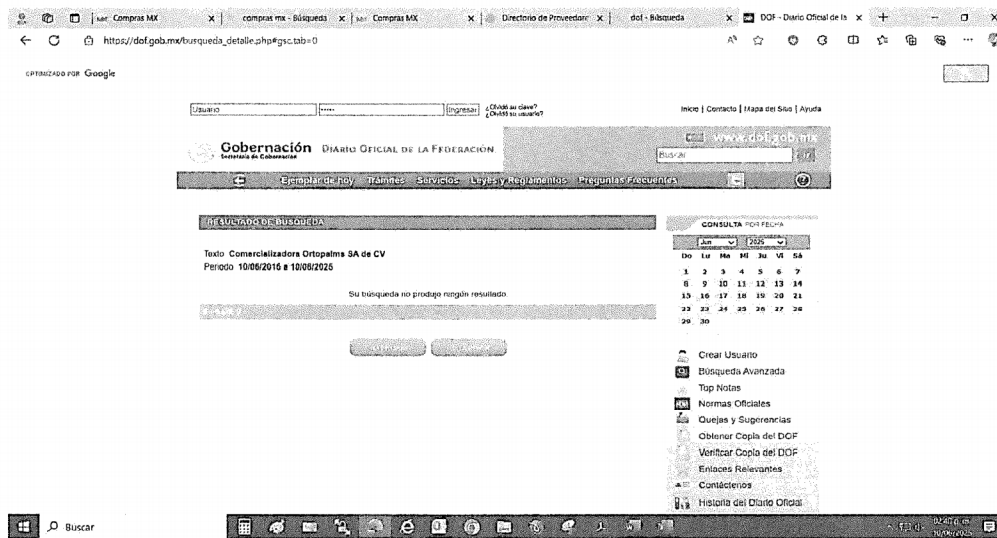 Compras MX
compras mx - Búsqueda
Compras MX
Directorio de Proveedore
dof - Búsqueda
DOF - Diario Oficial de la
https://dof.gob.mx/busqueda_detalle.php#gsc.tab=0
OPTIMIZADO POR Google
Usuario
•••••
Ingresar
¿Olvidó su clave?
¿Olvidó su usuario?
Inicio | Contacto | Mapa del Sitio | Ayuda
Gobernación
Secretaría de Gobernación
DIARIO OFICIAL DE LA FEDERACIÓN
www.dof.gob.mx
Buscar
Ejemplar de hoy Trámites Servicios Leyes y Reglamentos Preguntas Frecuentes
RESULTADO DE BUSQUEDA
Texto Comercializadora Ortopalms SA de CV
Periodo 10/06/2015 a 10/06/2025
Su búsqueda no produjo ningún resultado.
CONSULTA POR FECHA
Jun 2025
Do Lu Ma Mi Ju Vi Sá
1 2 3 4 5 6 7
8 9 10 11 12 13 14
15 16 17 18 19 20 21
22 23 24 25 26 27 28
29 30
Crear Usuario
Búsqueda Avanzada
Top Notas
Normas Oficiales
Quejas y Sugerencias
Obtener Copia del DOF
Verificar Copia del DOF
Enlaces Relevantes
Contáctenos
Historia del Diario Oficial
Buscar
02:40 p. m.
10/06/2025